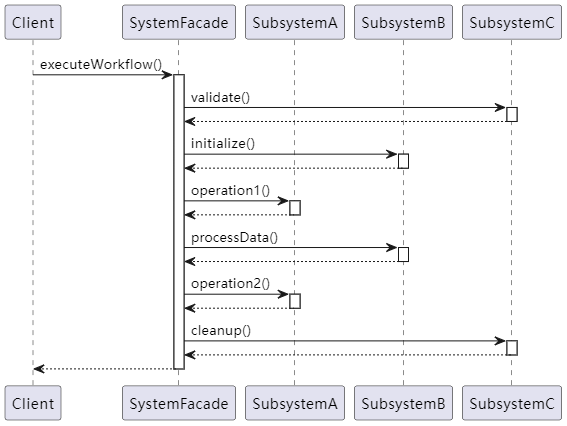 Client SystemFacade SubsystemA SubsystemB SubsystemC
executeWorkflow()
validate()
initialize()
operation1()
processData()
operation2()
cleanup()
Client SystemFacade SubsystemA SubsystemB SubsystemC